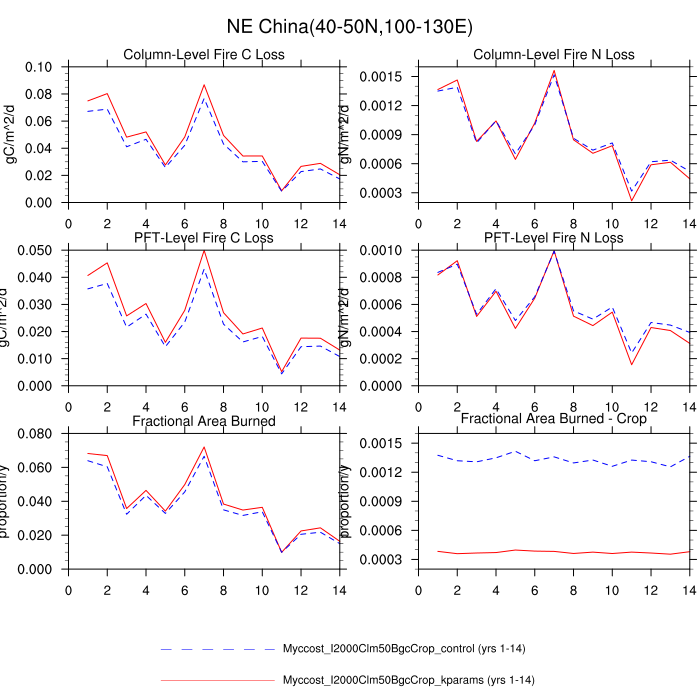 NE China(40-50N,100-130E)
Column-Level Fire C Loss
gC/m^2/d
0.10
0.08
0.06
0.04
0.02
0.00
0 2 4 6 8 10 12 14
Column-Level Fire N Loss
gN/m^2/d
0.0015
0.0012
0.0009
0.0006
0.0003
0 2 4 6 8 10 12 14
PFT-Level Fire C Loss
gC/m^2/d
0.050
0.040
0.030
0.020
0.010
0.000
0 2 4 6 8 10 12 14
PFT-Level Fire N Loss
gN/m^2/d
0.0010
0.0008
0.0006
0.0004
0.0002
0.0000
0 2 4 6 8 10 12 14
Fractional Area Burned
proportion/y
0.080
0.060
0.040
0.020
0.000
0 2 4 6 8 10 12 14
Fractional Area Burned - Crop
proportion/y
0.0015
0.0012
0.0009
0.0006
0.0003
0 2 4 6 8 10 12 14
Myccost_I2000Clm50BgcCrop_control (yrs 1-14)
Myccost_I2000Clm50BgcCrop_kparams (yrs 1-14)